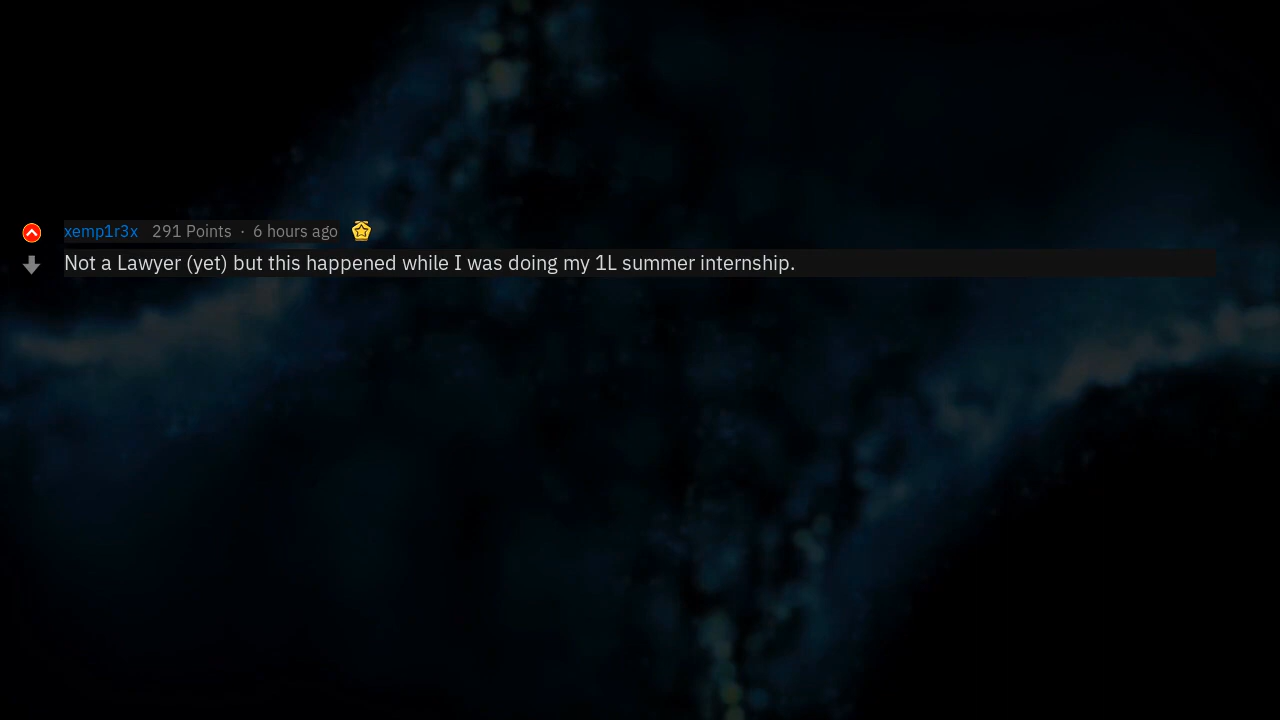 xemp1r3x 291 Points · 6 hours ago
Not a Lawyer (yet) but this happened while I was doing my 1L summer internship.